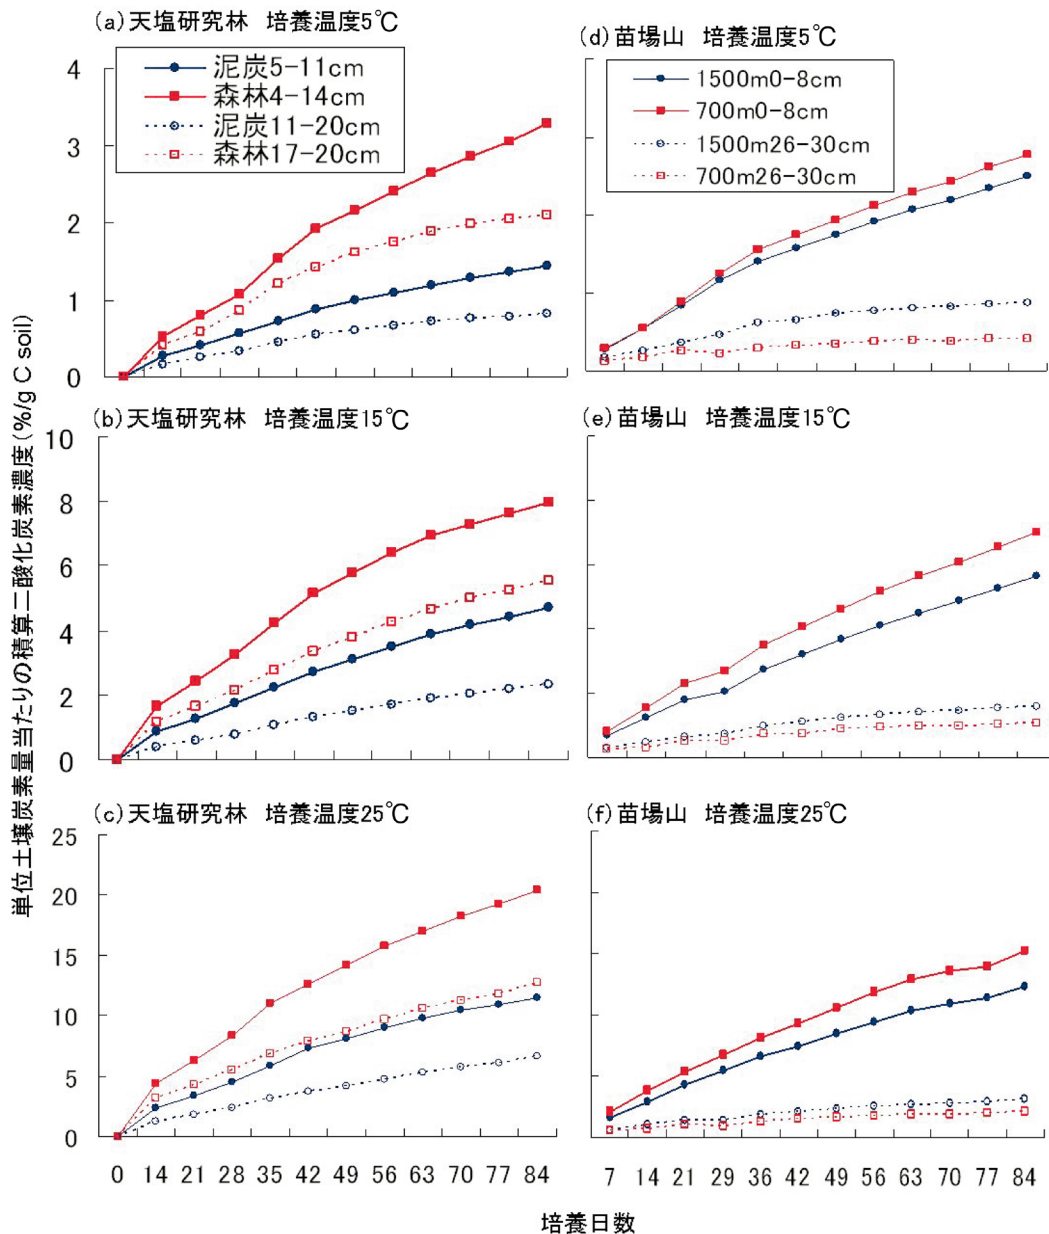 (a)天塩研究林 培養温度5℃
泥炭5-11cm
森林4-14cm
泥炭11-20cm
森林17-20cm
4
3
2
1
0
(d)苗場山 培養温度5℃
1500m0-8cm
700m0-8cm
1500m26-30cm
700m26-30cm
単位土壌炭素量当たりの積算二酸化炭素濃度(%/g C soil)
(b)天塩研究林 培養温度15℃
10
8
6
4
2
0
(e)苗場山 培養温度15℃
(c)天塩研究林 培養温度25℃
25
20
15
10
5
0
(f)苗場山 培養温度25℃
0 14 21 28 35 42 49 56 63 70 77 84
7 14 21 29 36 42 49 56 63 70 77 84
培養日数